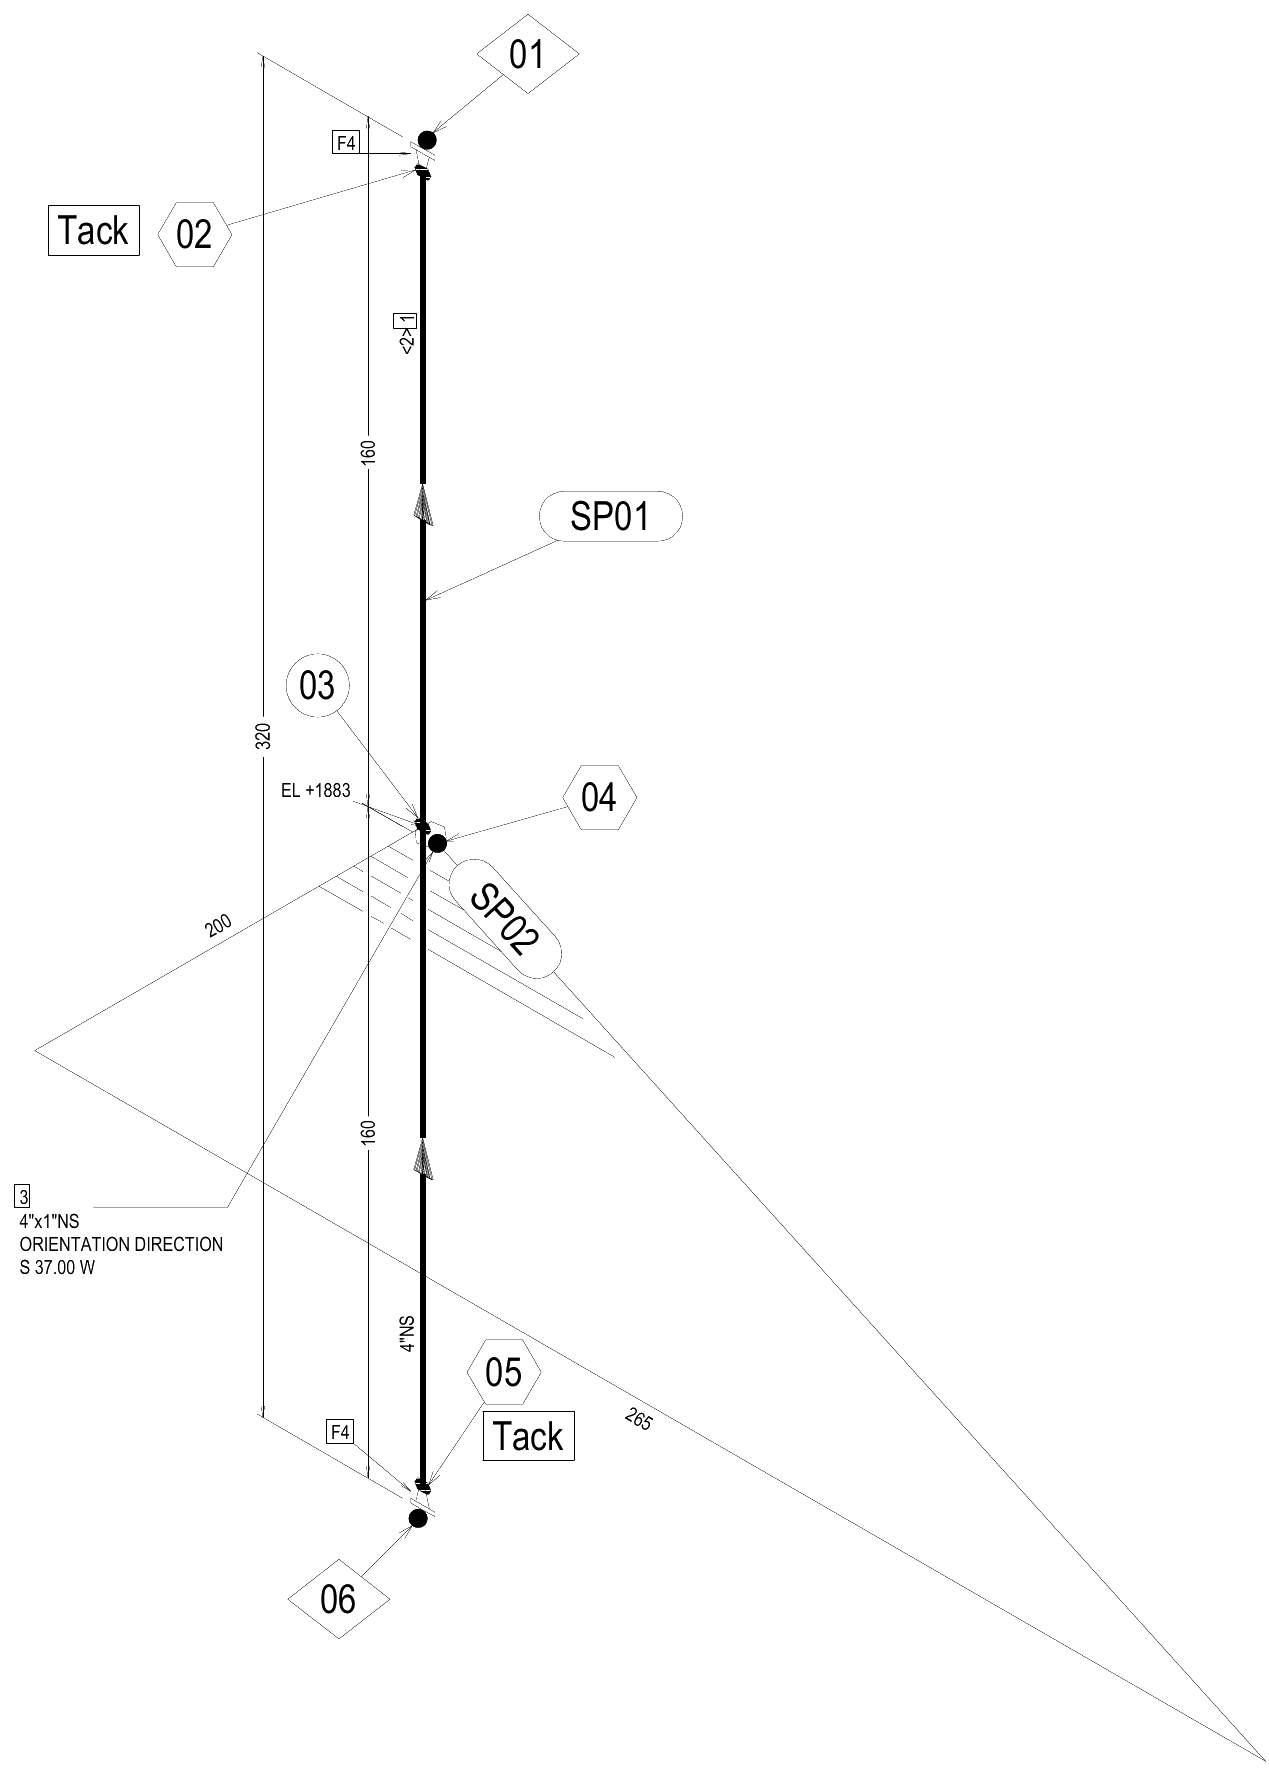 01
F4
Tack
02
<2> 1
160
SP01
03
320
EL +1883
04
SP02
200
160
3
4"x1"NS
ORIENTATION DIRECTION
S 37.00 W
4"NS
05
265
F4
Tack
06